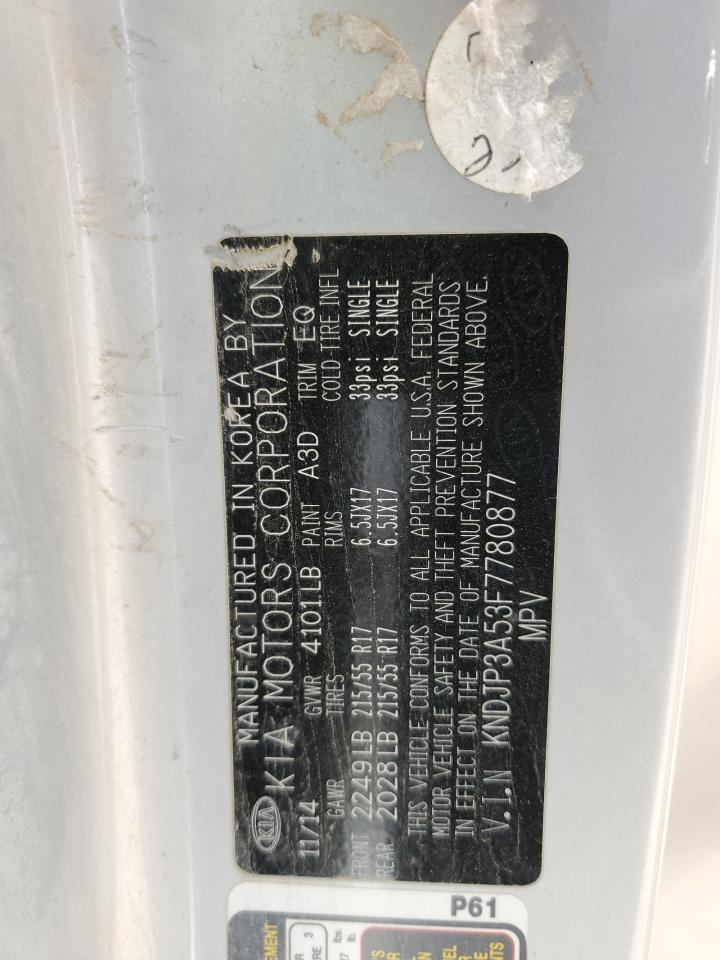 MANUFACTURED IN KOREA BY
KIA KIA MOTORS CORPORATION
11/14 GVWR 4101LB PAINT A3D TRIM EQ
GAWR TIRES RIMS COLD TIRE INFL
FRONT 2249LB 215/55 R17 6.5JX17 33psi SINGLE
REAR 2028LB 215/55 R17 6.5JX17 33psi SINGLE
THIS VEHICLE CONFORMS TO ALL APPLICABLE U.S.A. FEDERAL
MOTOR VEHICLE SAFETY AND THEFT PREVENTION STANDARDS
IN EFFECT ON THE DATE OF MANUFACTURE SHOWN ABOVE.
V.I.N KNDJP3A53F7780877
MPV
P61